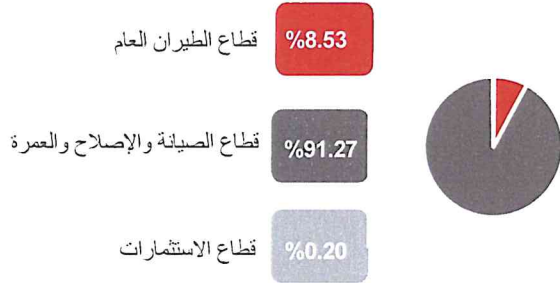 قطاع الطيران العام %8.53
قطاع الصيانة والإصلاح والعمرة %91.27
قطاع الاستثمارات %0.20